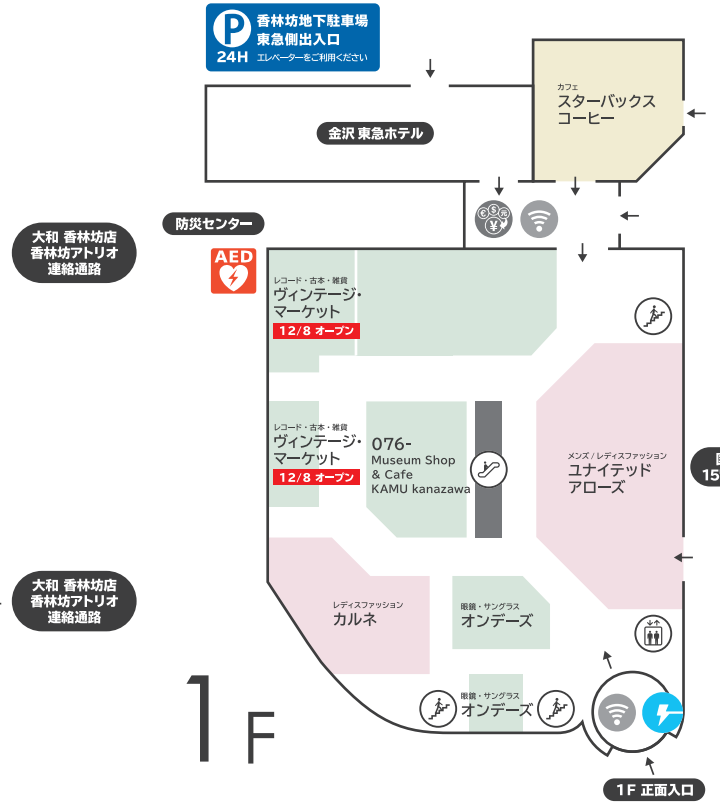 P
24H
香林坊地下駐車場
東急側出入口
エレベーターをご利用ください
カフェ
スターバックス
コーヒー
金沢 東急ホテル
€ $ 元
¥
防災センター
大和 香林坊店
香林坊アトリオ
連絡通路
AED
レコード・古本・雑貨
ヴィンテージ・
マーケット
12/8 オープン
レコード・古本・雑貨
ヴィンテージ・
マーケット
12/8 オープン
076-
Museum Shop
& Cafe
KAMU kanazawa
メンズ / レディスファッション
ユナイテッド
アローズ
15
大和 香林坊店
香林坊アトリオ
連絡通路
レディスファッション
カルネ
眼鏡・サングラス
オンデーズ
眼鏡・サングラス
オンデーズ
1F
1F 正面入口